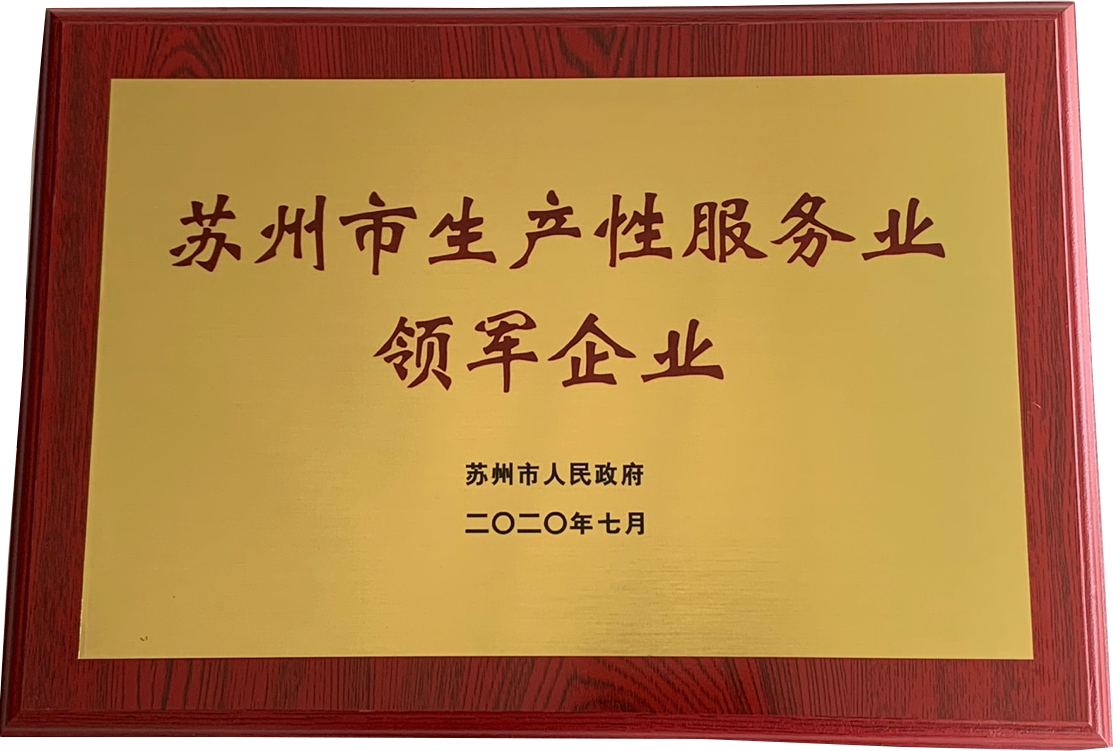 苏州市生产性服务业
领军企业
苏州市人民政府
二〇二〇年七月